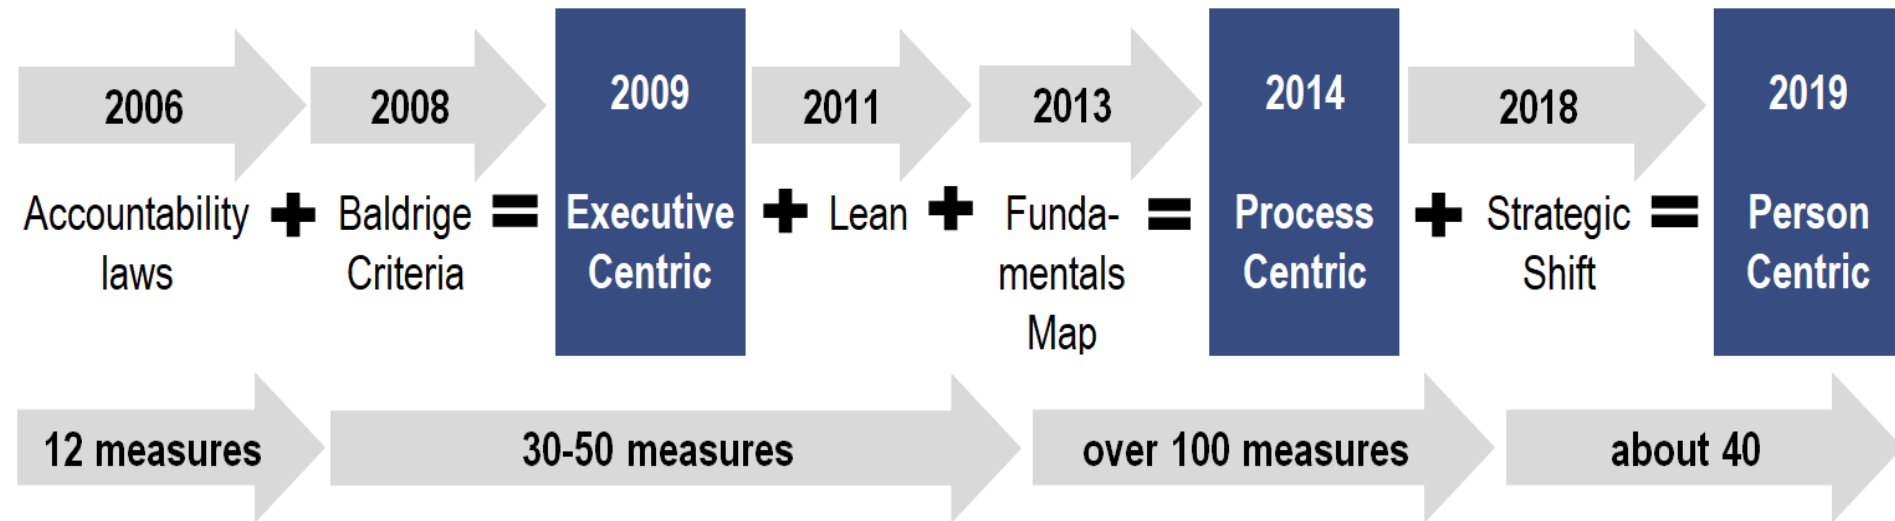 2006
2008
2009
2011
2013
2014
2018
2019
Accountability
laws
+
Baldrige
Criteria
=
Executive
Centric
+
Lean
+
Funda-
mentals
Map
=
Process
Centric
+
Strategic
Shift
=
Person
Centric
12 measures
30-50 measures
over 100 measures
about 40